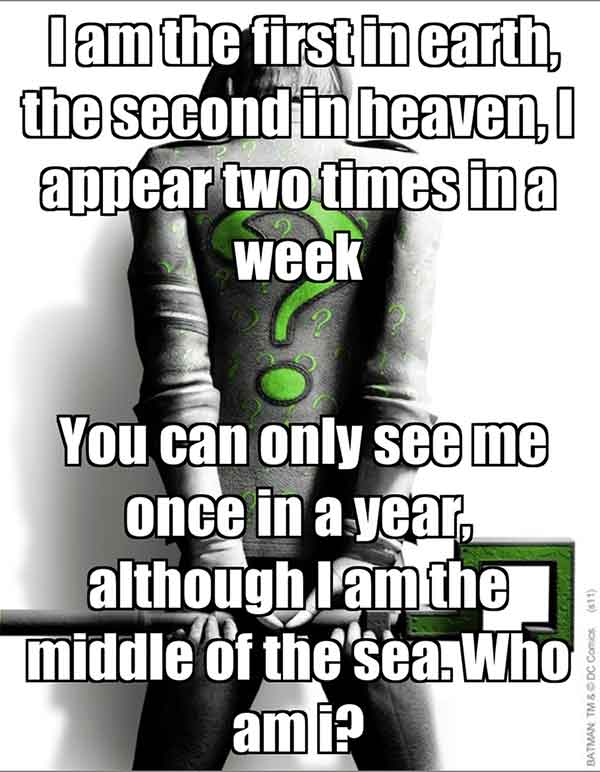 I am the first in earth,
the second in heaven, I
appear two times in a
week
You can only see me
once in a year,
although I am the
middle of the sea. Who
am i?
BATMAN: TM & © DC Comics (s11)